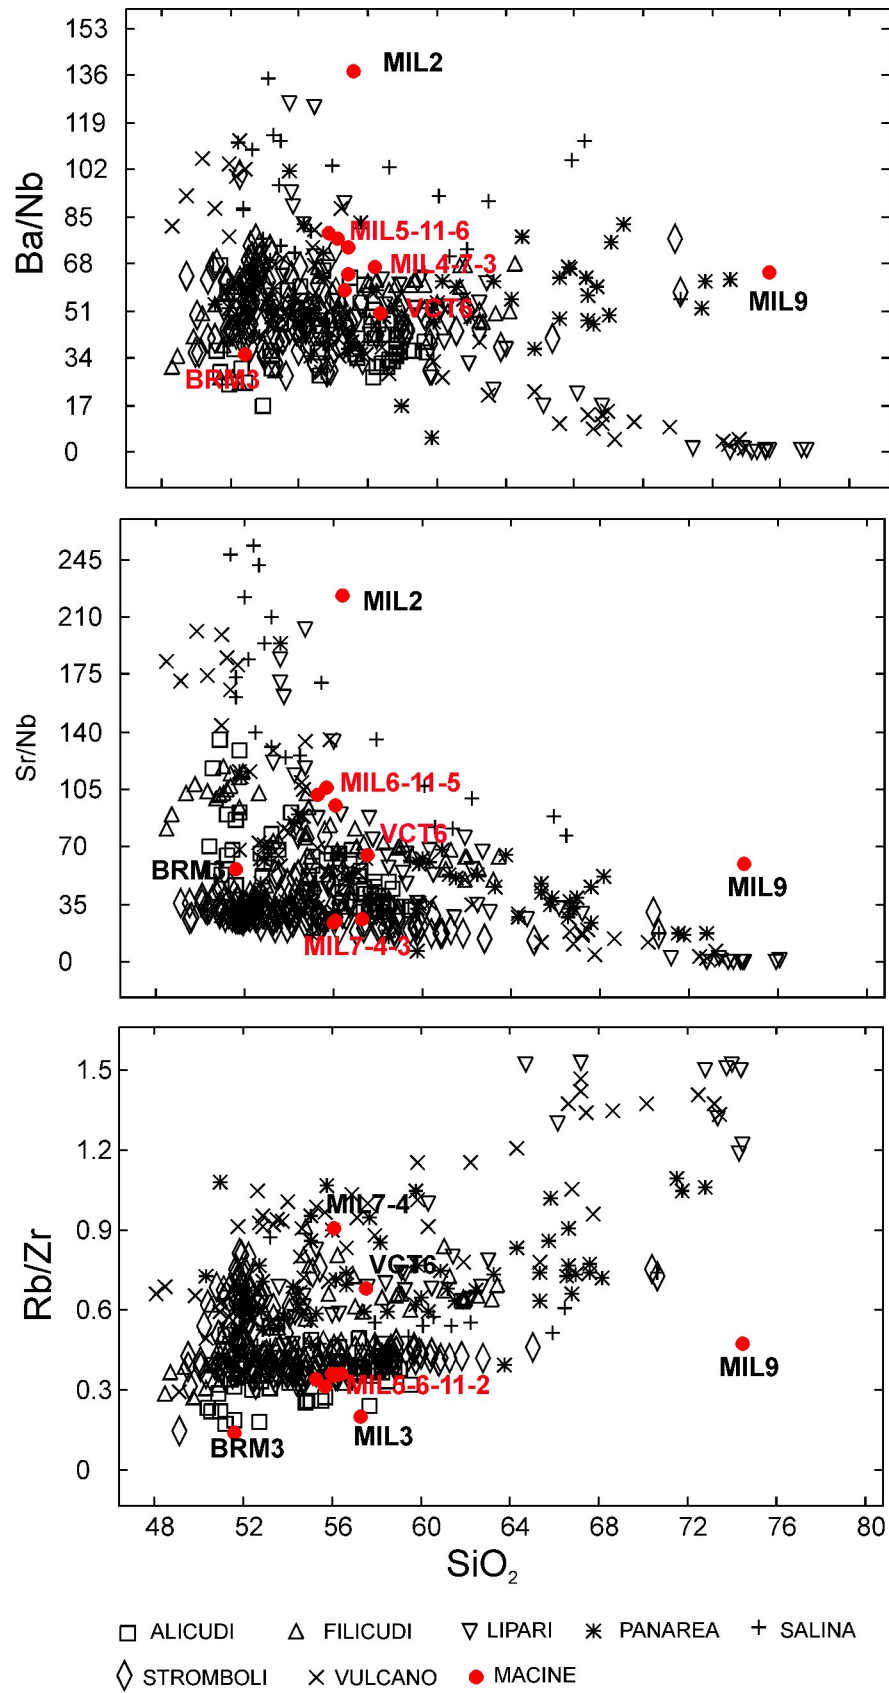 153
136
119
102
85
68
51
34
17
0
Ba/Nb
MIL2
MIL5-11-6
MIL4-7-3
VCT6
MIL9
BRM3
245
210
175
140
105
70
35
0
Sr/Nb
MIL2
MIL6-11-5
VCT6
BRM3
MIL9
MIL7-4-3
1.5
1.2
0.9
0.6
0.3
0
Rb/Zr
MIL7-4
VCT6
MIL9
MIL5-6-11-2
BRM3
MIL3
48 52 56 60 64 68 72 76 80
SiO₂
ALICUDI FILICUDI LIPARI PANAREA SALINA
STROMBOLI VULCANO MACINE